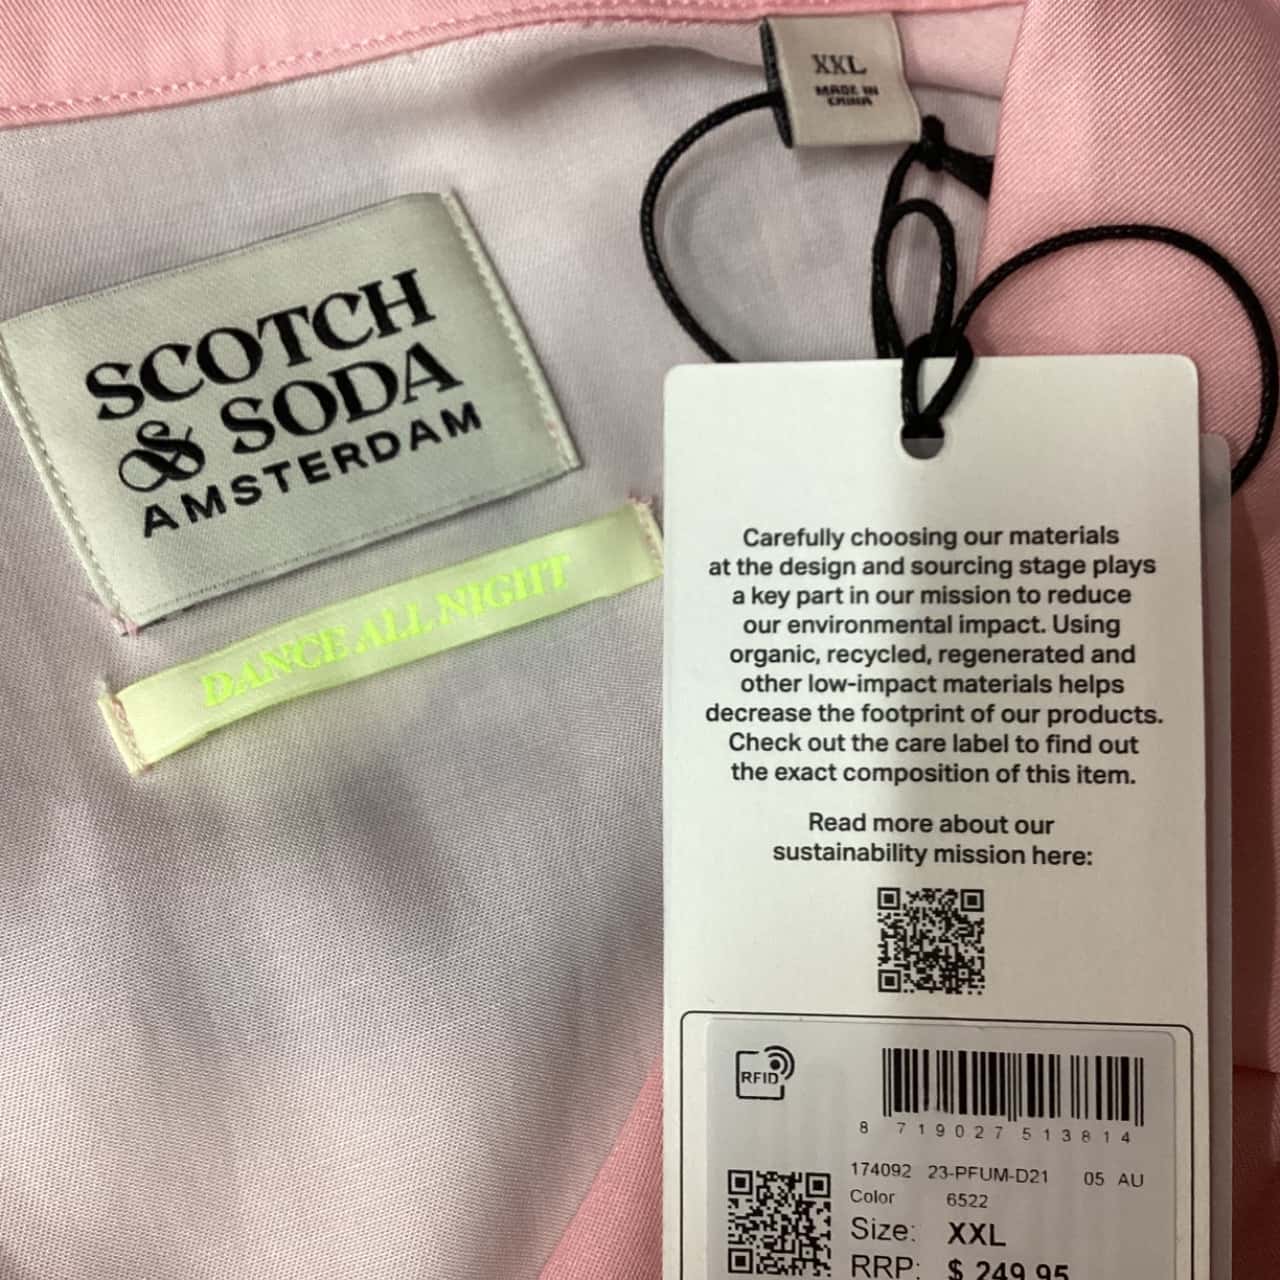 XXL
MADE IN
CHINA
SCOTCH
& SODA
AMSTERDAM
DANCE ALL NIGHT
Carefully choosing our materials
at the design and sourcing stage plays
a key part in our mission to reduce
our environmental impact. Using
organic, recycled, regenerated and
other low-impact materials helps
decrease the footprint of our products.
Check out the care label to find out
the exact composition of this item.
Read more about our
sustainability mission here:
RFID
8 719027 513814
174092 23-PFUM-D21 05 AU
Color 6522
Size: XXL
RRP: $ 249.95